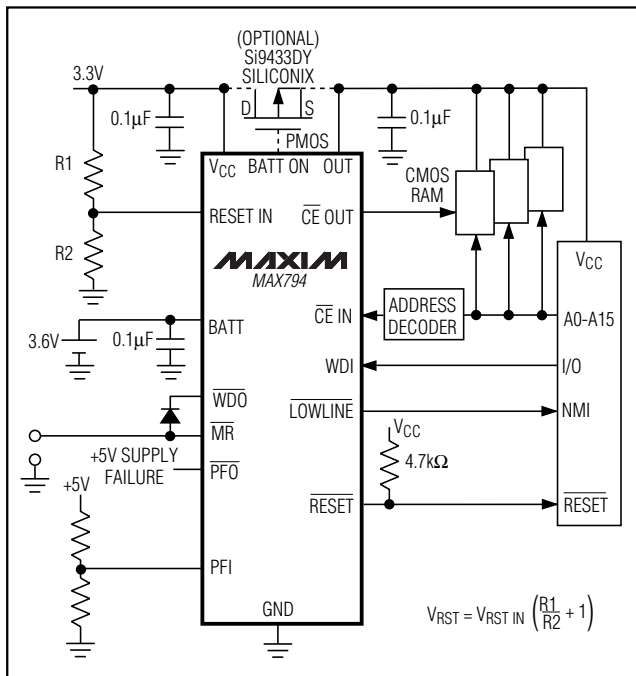 (OPTIONAL)
Si9433DY
SILICONIX
3.3V
D
S
0.1μF
0.1μF
PMOS
R1
VCC
BATT ON
OUT
CMOS
RAM
RESET IN
CE OUT
R2
MAXIM
MAX794
VCC
BATT
CE IN
ADDRESS
DECODER
A0-A15
3.6V
0.1μF
WDI
I/O
WDO
LOWLINE
NMI
MR
VCC
+5V SUPPLY
FAILURE
PFO
4.7kΩ
+5V
RESET
RESET
PFI
GND
VRST = VRST IN (R1/R2 + 1)